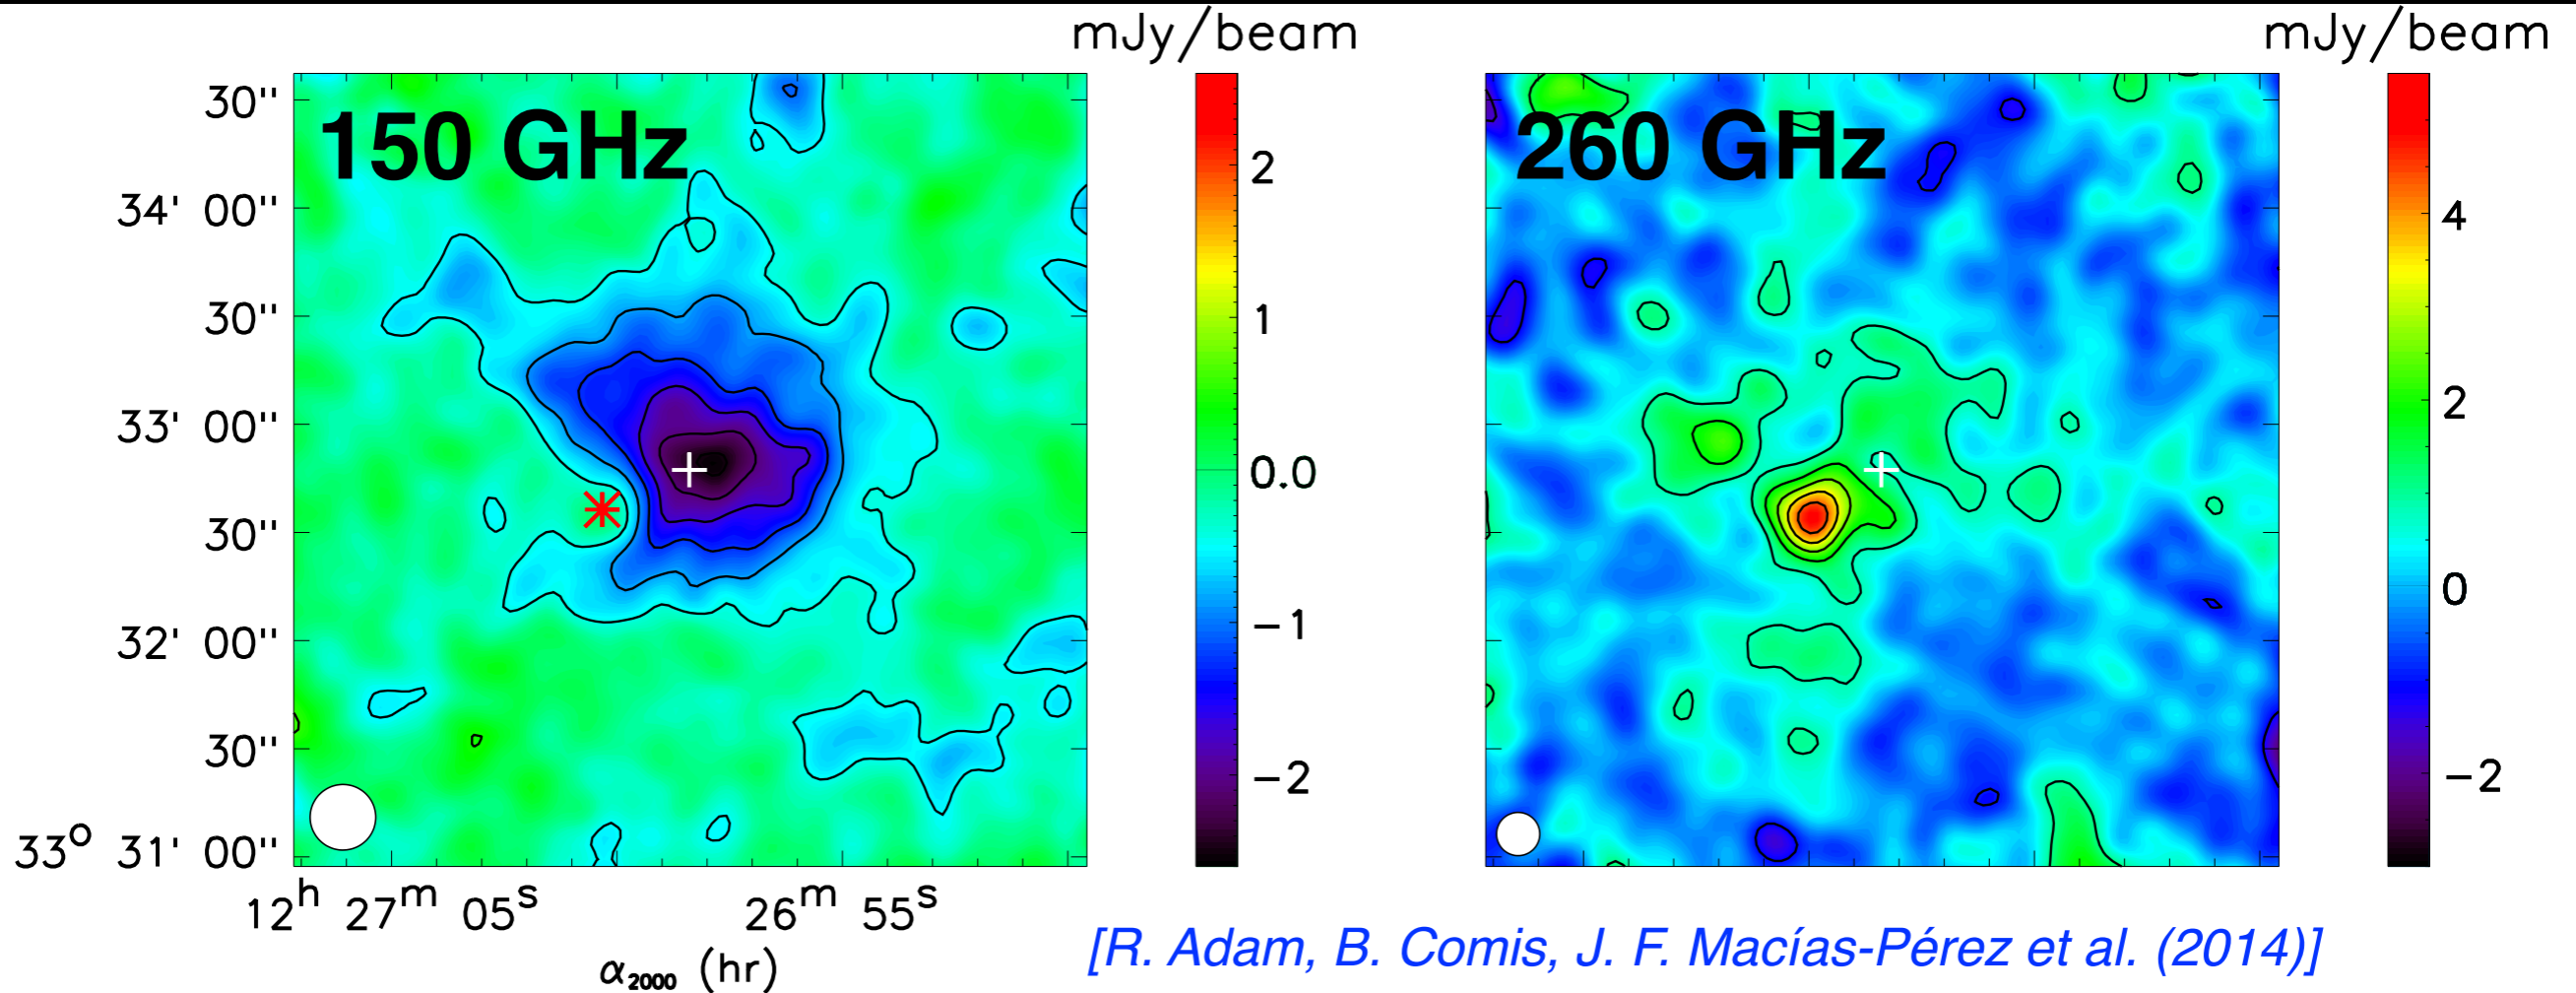 mJy/beam
mJy/beam
150 GHz
260 GHz
30''
34' 00''
30''
33' 00''
30''
32' 00''
30''
33° 31' 00''
2
1
0.0
−1
−2
4
2
0
−2
12h 27m 05s
26m 55s
α2000 (hr)
[R. Adam, B. Comis, J. F. Macías-Pérez et al. (2014)]